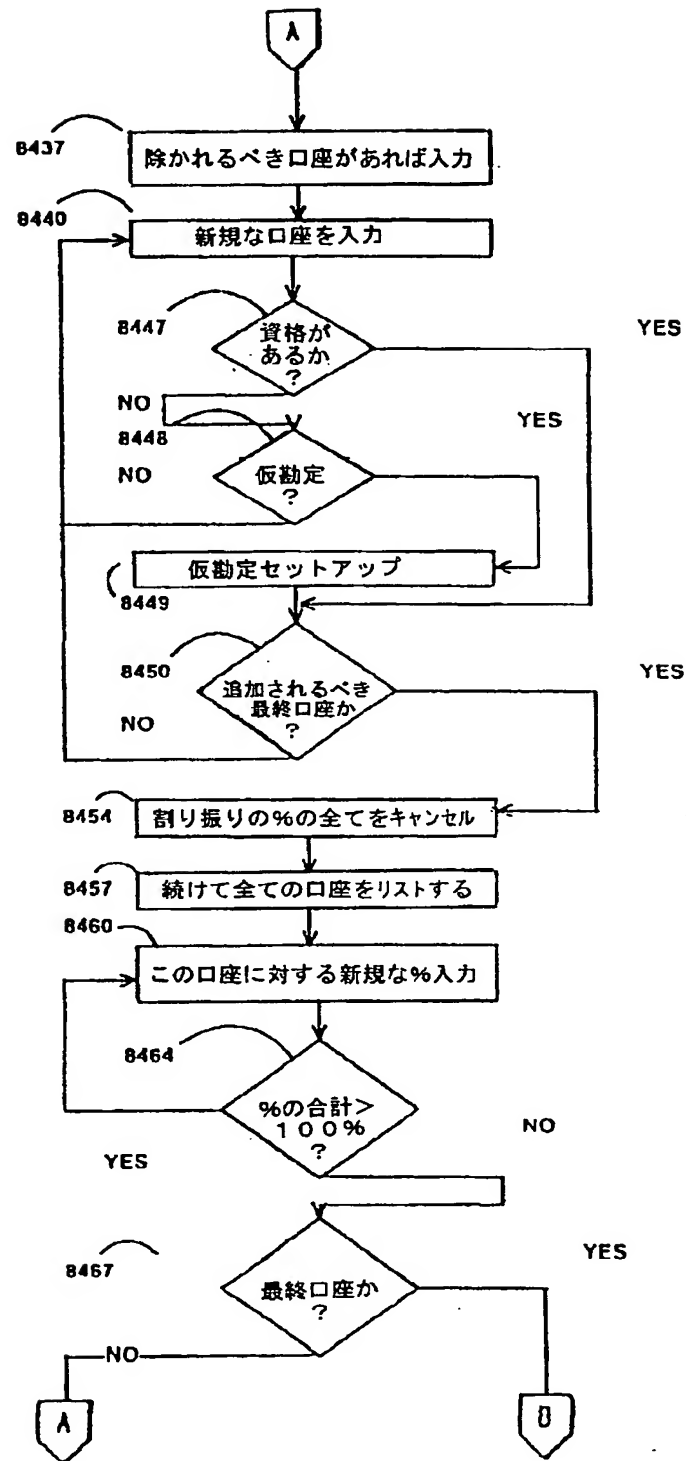 A
8437
除かれるべき口座があれば入力
8440
新規な口座を入力
8447
資格が
あるか
?
YES
NO
YES
8448
仮勘定
?
NO
仮勘定セットアップ
8449
8450
YES
追加されるべき
最終口座か
?
NO
8454
割り振りの%の全てをキャンセル
8457
続けて全ての口座をリストする
8460
この口座に対する新規な%入力
8464
%の合計>
100%
?
NO
YES
8467
YES
最終口座か
?
NO
A